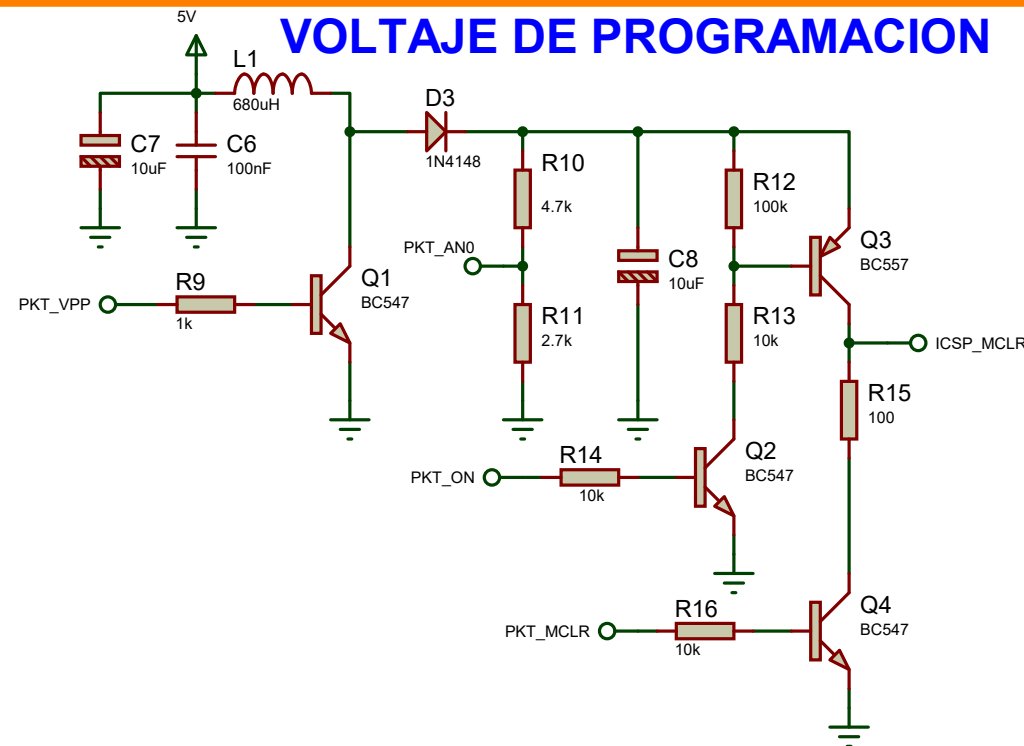 5V
VOLTAJE DE PROGRAMACION
L1
680uH
D3
1N4148
C7
10uF
C6
100nF
R10
4.7k
R12
100k
PKT_AN0
Q3
BC557
C8
10uF
PKT_VPP
R9
1k
Q1
BC547
R11
2.7k
R13
10k
ICSP_MCLR
R15
100
PKT_ON
R14
10k
Q2
BC547
PKT_MCLR
R16
10k
Q4
BC547